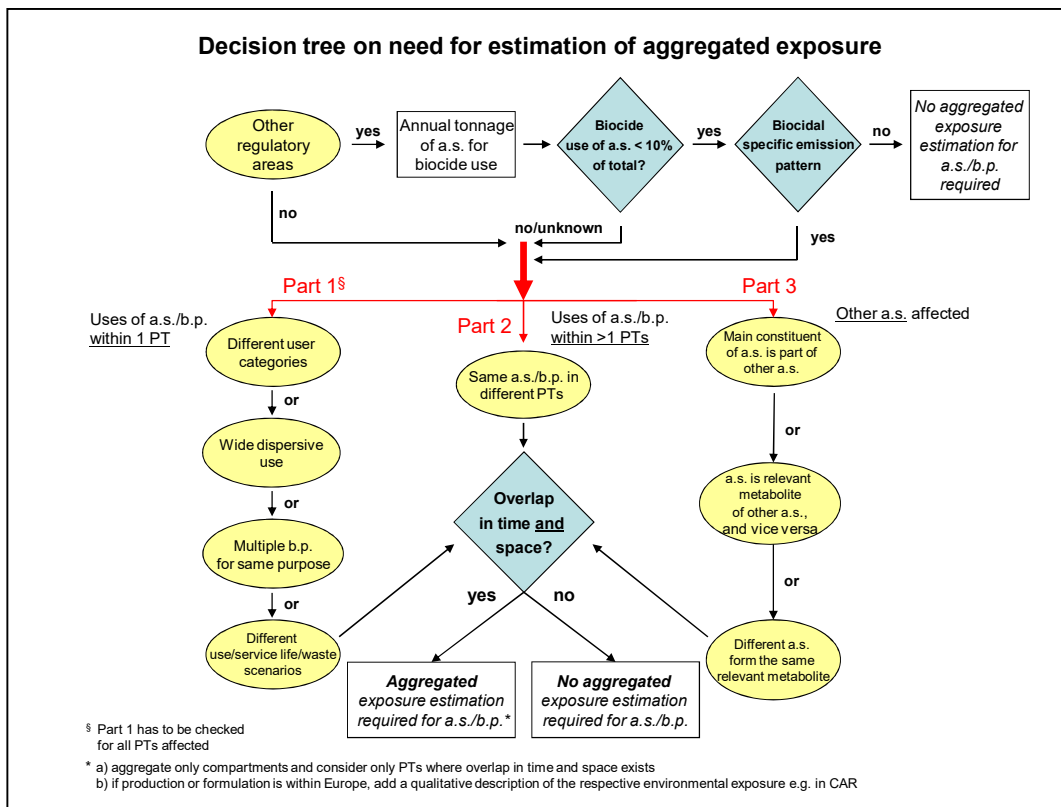 Decision tree on need for estimation of aggregated exposure
Other
regulatory
areas
yes
Annual tonnage
of a.s. for
biocide use
Biocide
use of a.s. < 10%
of total?
yes
Biocidal
specific emission
pattern
no
No aggregated
exposure
estimation for
a.s./b.p.
required
no
no/unknown
yes
Part 1§
Part 2
Part 3
Uses of a.s./b.p.
within 1 PT
Different user
categories
or
Wide dispersive
use
or
Multiple b.p.
for same purpose
or
Different
use/service life/waste
scenarios
Uses of a.s./b.p.
within >1 PTs
Same a.s./b.p. in
different PTs
Overlap
in time and
space?
yes
no
Aggregated
exposure estimation
required for a.s./b.p.*
No aggregated
exposure estimation
required for a.s./b.p.
Other a.s. affected
Main constituent
of a.s. is part of
other a.s.
or
a.s. is relevant
metabolite
of other a.s.,
and vice versa
or
Different a.s.
form the same
relevant metabolite
§ Part 1 has to be checked
for all PTs affected
* a) aggregate only compartments and consider only PTs where overlap in time and space exists
b) if production or formulation is within Europe, add a qualitative description of the respective environmental exposure e.g. in CAR